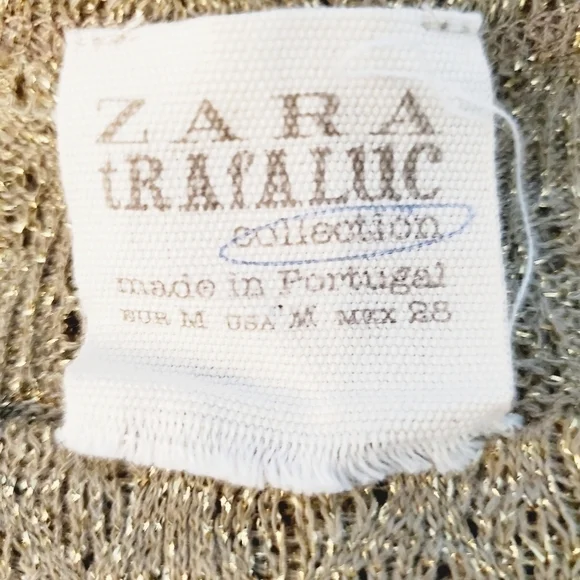 ZARA
tRAfALUC
collection
made in Portugal
EUR M USA M MEX 28